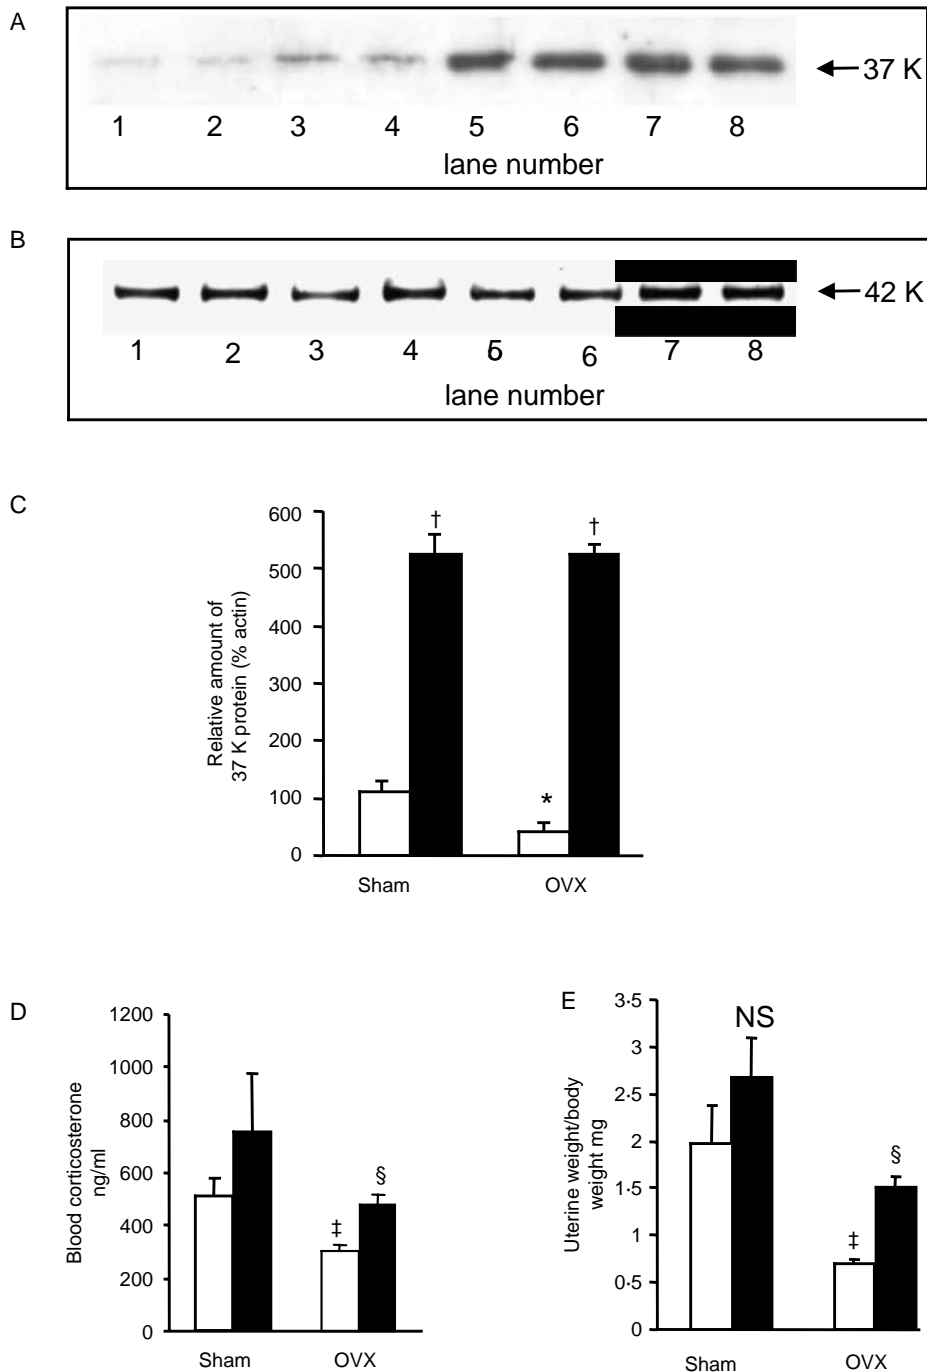 A
37 K
1 2 3 4 5 6 7 8
lane number
B
42 K
1 2 3 4 5 6 7 8
lane number
C
Relative amount of
37 K protein (% actin)
600
500
400
300
200
100
0
†
†
*
Sham OVX
D
Blood corticosterone
ng/ml
1200
1000
800
600
400
200
0
‡
§
Sham OVX
E
Uterine weight/body
weight mg
3·5
3
2·5
2
1·5
1
0·5
0
NS
‡
§
Sham OVX